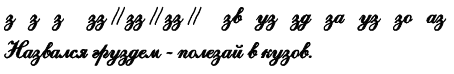 з з з зз//зз//зз// зв уз зд за уз зо аз
Назвался груздем - полезай в кузов.